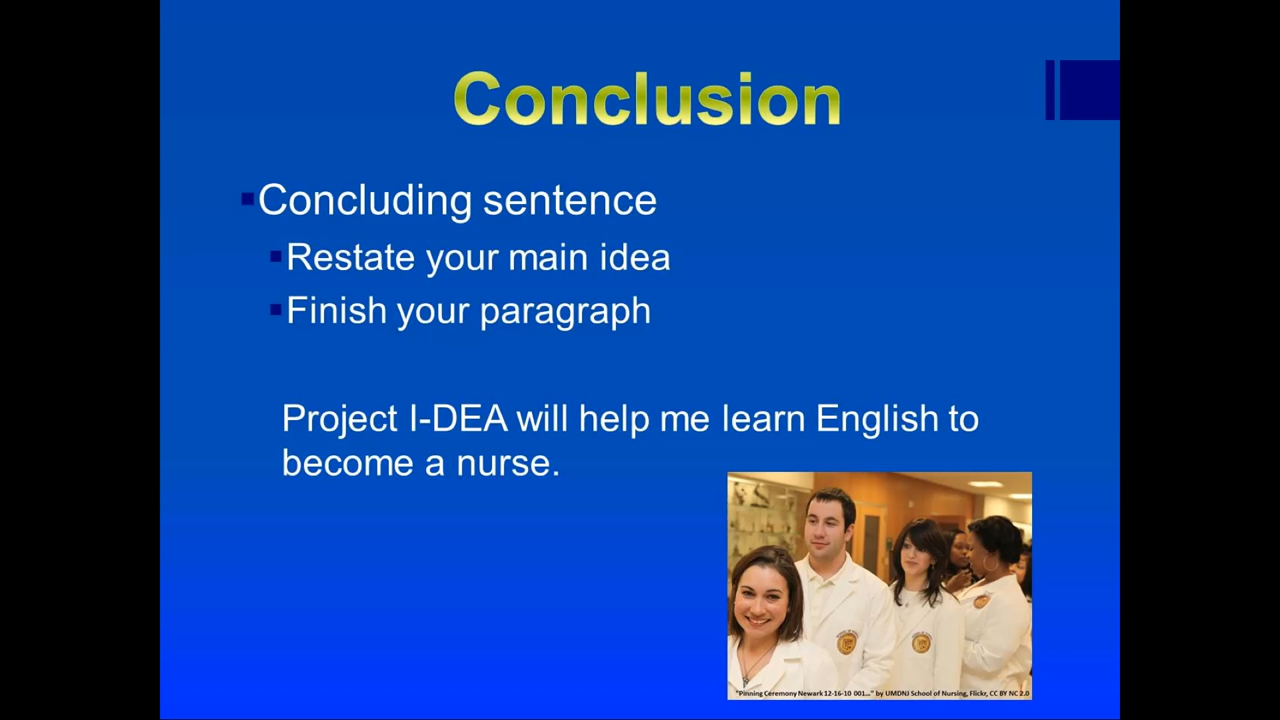 Conclusion
Concluding sentence
Restate your main idea
Finish your paragraph
Project I-DEA will help me learn English to
become a nurse.
"Pinning Ceremony Newark 12-16-10 001..." by UMDNJ School of Nursing, Flickr, CC BY NC 2.0